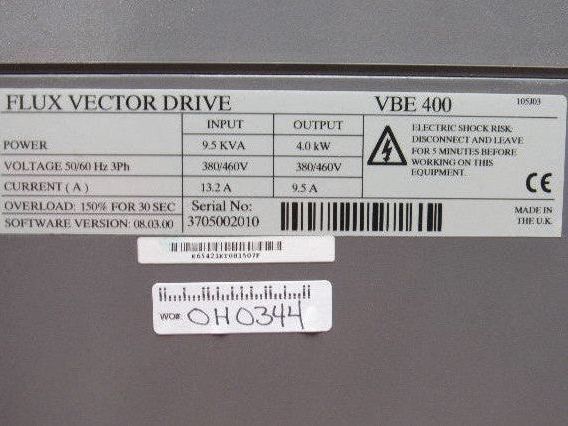 FLUX VECTOR DRIVE VBE 400 105J03
INPUT OUTPUT
POWER 9.5 KVA 4.0 kW
VOLTAGE 50/60 Hz 3Ph 380/460V 380/460V
CURRENT ( A ) 13.2 A 9.5 A
ELECTRIC SHOCK RISK:
DISCONNECT AND LEAVE
FOR 5 MINUTES BEFORE
WORKING ON THIS
EQUIPMENT.
CE
OVERLOAD: 150% FOR 30 SEC
SOFTWARE VERSION: 08.03.00
Serial No:
3705002010
MADE IN
THE U.K.
WO# OH0344